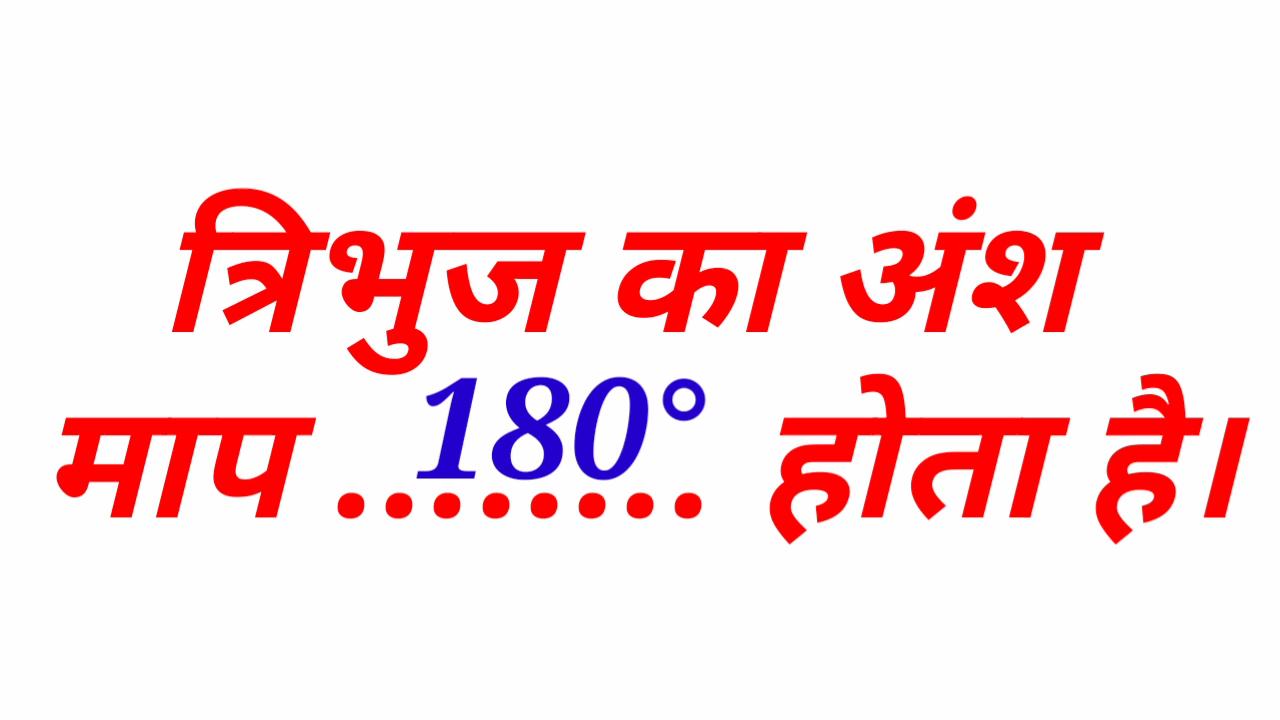 त्रिभुज का अंश
माप ....180°.... होता है।